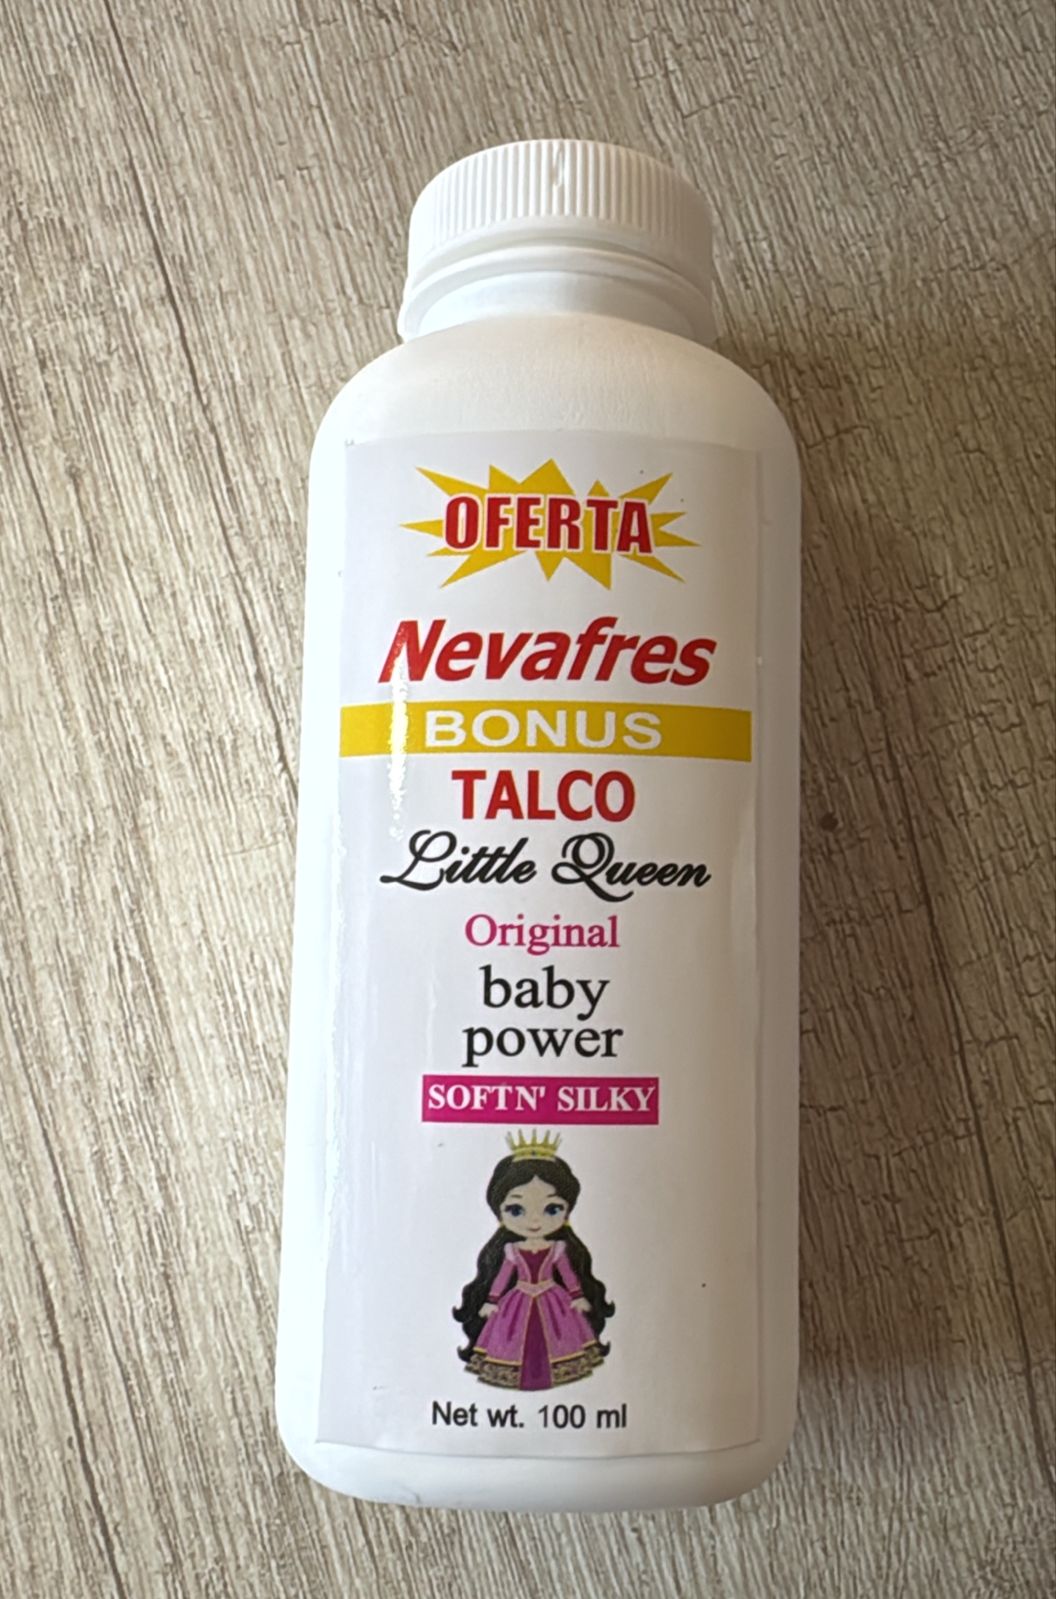 OFERTA
Nevafres
BONUS
TALCO
Little Queen
Original
baby
power
SOFTN' SILKY
Net wt. 100 ml